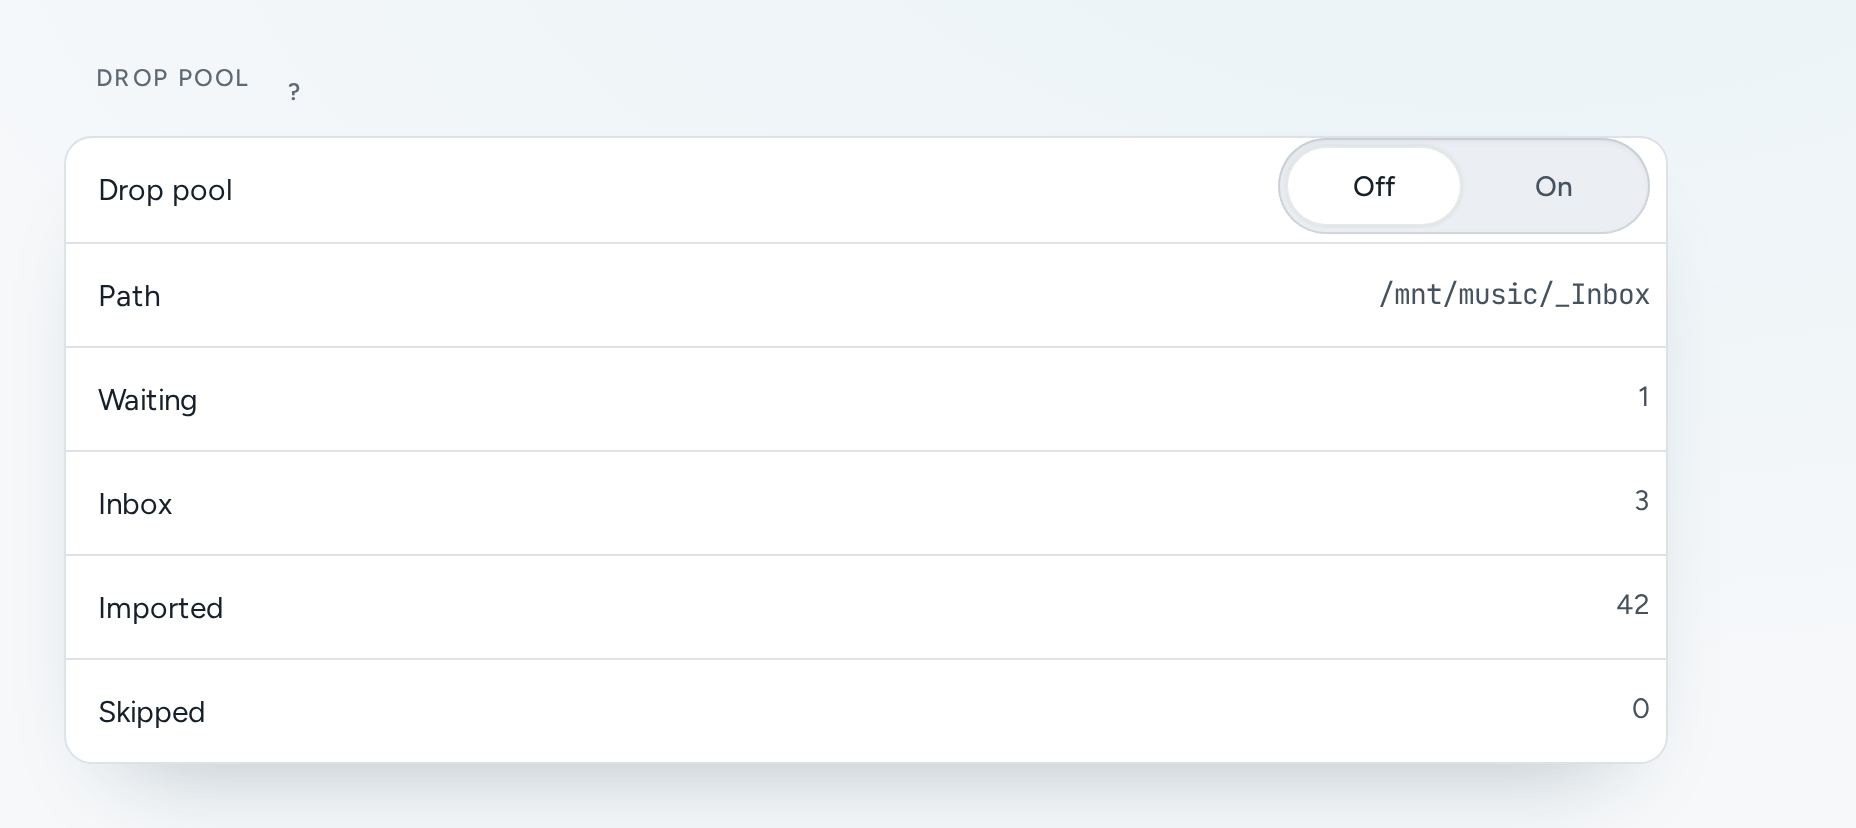 DROP POOL ?
Drop pool Off On
Path /mnt/music/_Inbox
Waiting 1
Inbox 3
Imported 42
Skipped 0